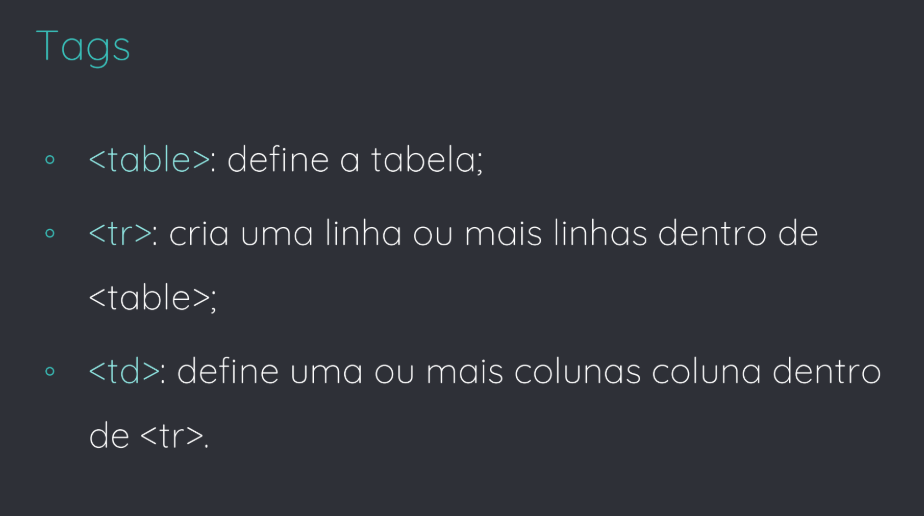 Tags
◦ <table>: define a tabela;
◦ <tr>: cria uma linha ou mais linhas dentro de
<table>;
◦ <td>: define uma ou mais colunas coluna dentro
de <tr>.